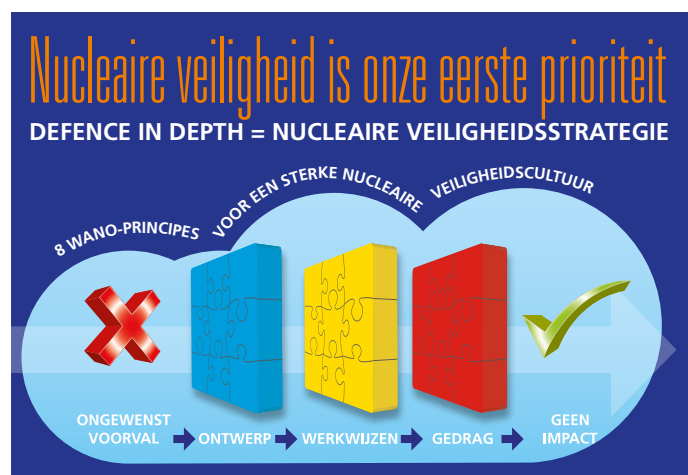 Nucleaire veiligheid is onze eerste prioriteit
DEFENCE IN DEPTH = NUCLEAIRE VEILIGHEIDSSTRATEGIE
8 WANO-PRINCIPES VOOR EEN STERKE NUCLEAIRE VEILIGHEIDSCULTUUR
ONGEWENST
VOORVAL
ONTWERP
WERKWIJZEN
GEDRAG
GEEN
IMPACT